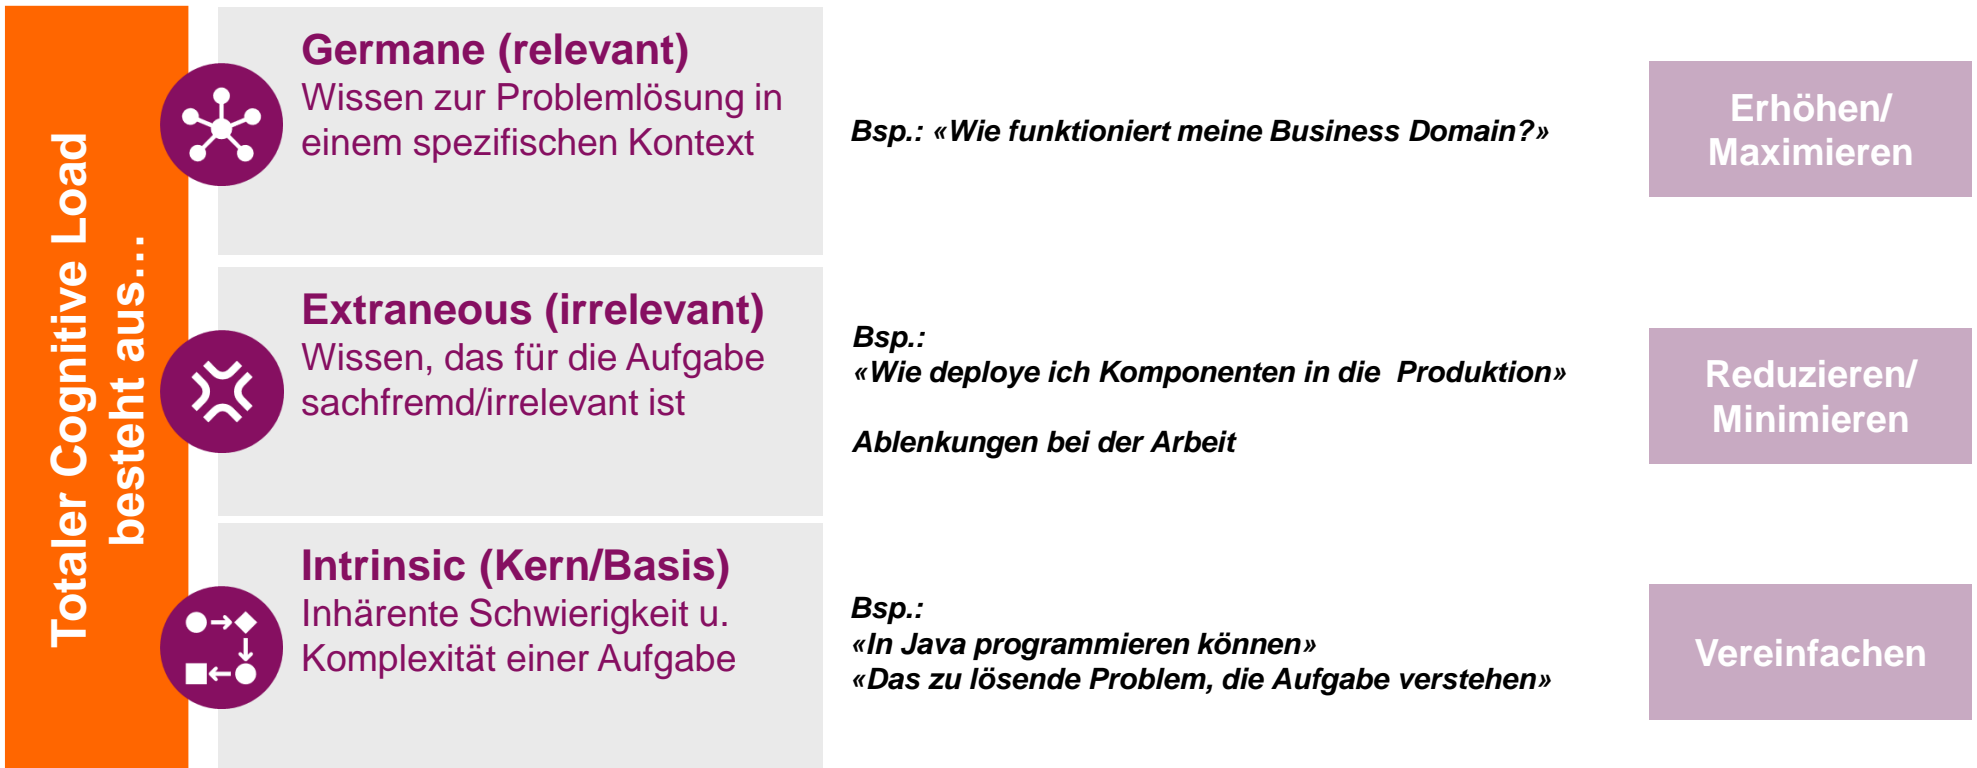 Totaler Cognitive Load
besteht aus...
Germane (relevant)
Wissen zur Problemlösung in
einem spezifischen Kontext
Bsp.: «Wie funktioniert meine Business Domain?»
Erhöhen/
Maximieren
Extraneous (irrelevant)
Wissen, das für die Aufgabe
sachfremd/irrelevant ist
Bsp.:
«Wie deploye ich Komponenten in die  Produktion»
Ablenkungen bei der Arbeit
Reduzieren/
Minimieren
Intrinsic (Kern/Basis)
Inhärente Schwierigkeit u.
Komplexität einer Aufgabe
Bsp.:
«In Java programmieren können»
«Das zu lösende Problem, die Aufgabe verstehen»
Vereinfachen